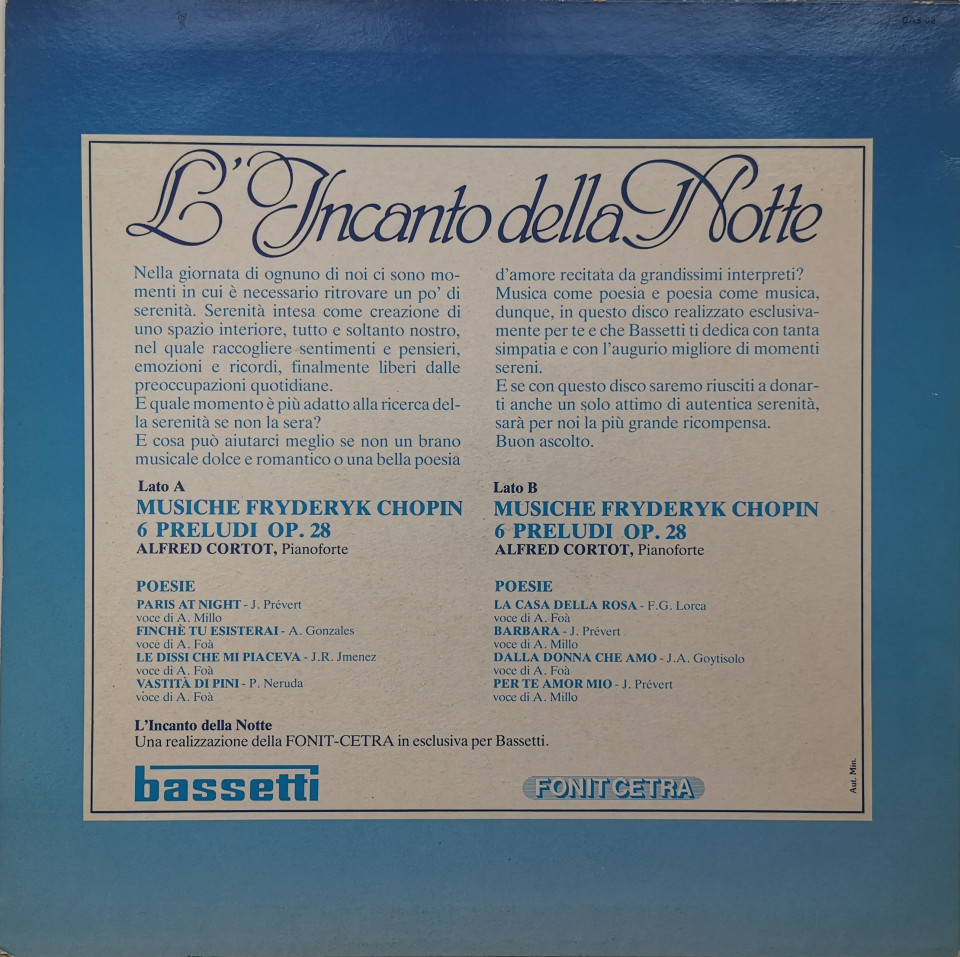 L'Incanto della Notte
Nella giornata di ognuno di noi ci sono mo-
menti in cui è necessario ritrovare un po' di
serenità. Serenità intesa come creazione di
uno spazio interiore, tutto e soltanto nostro,
nel quale raccogliere sentimenti e pensieri,
emozioni e ricordi, finalmente liberi dalle
preoccupazioni quotidiane.
E quale momento è più adatto alla ricerca del-
la serenità se non la sera?
E cosa può aiutarci meglio se non un brano
musicale dolce e romantico o una bella poesia
d'amore recitata da grandissimi interpreti?
Musica come poesia e poesia come musica,
dunque, in questo disco realizzato esclusiva-
mente per te e che Bassetti ti dedica con tanta
simpatia e con l'augurio migliore di momenti
sereni.
E se con questo disco saremo riusciti a donar-
ti anche un solo attimo di autentica serenità,
sarà per noi la più grande ricompensa.
Buon ascolto.
Lato A
MUSICHE FRYDERYK CHOPIN
6 PRELUDI OP. 28
ALFRED CORTOT, Pianoforte
POESIE
PARIS AT NIGHT - J. Prévert
voce di A. Millo
FINCHÈ TU ESISTERAI - A. Gonzales
voce di A. Foà
LE DISSI CHE MI PIACEVA - J.R. Jmenez
voce di A. Foà
VASTITÀ DI PINI - P. Neruda
voce di A. Foà
Lato B
MUSICHE FRYDERYK CHOPIN
6 PRELUDI OP. 28
ALFRED CORTOT, Pianoforte
POESIE
LA CASA DELLA ROSA - F.G. Lorca
voce di A. Foà
BARBARA - J. Prévert
voce di A. Millo
DALLA DONNA CHE AMO - J.A. Goytisolo
voce di A. Foà
PER TE AMOR MIO - J. Prévert
voce di A. Millo
L'Incanto della Notte
Una realizzazione della FONIT-CETRA in esclusiva per Bassetti.
bassetti
FONIT CETRA
Aut. Min.